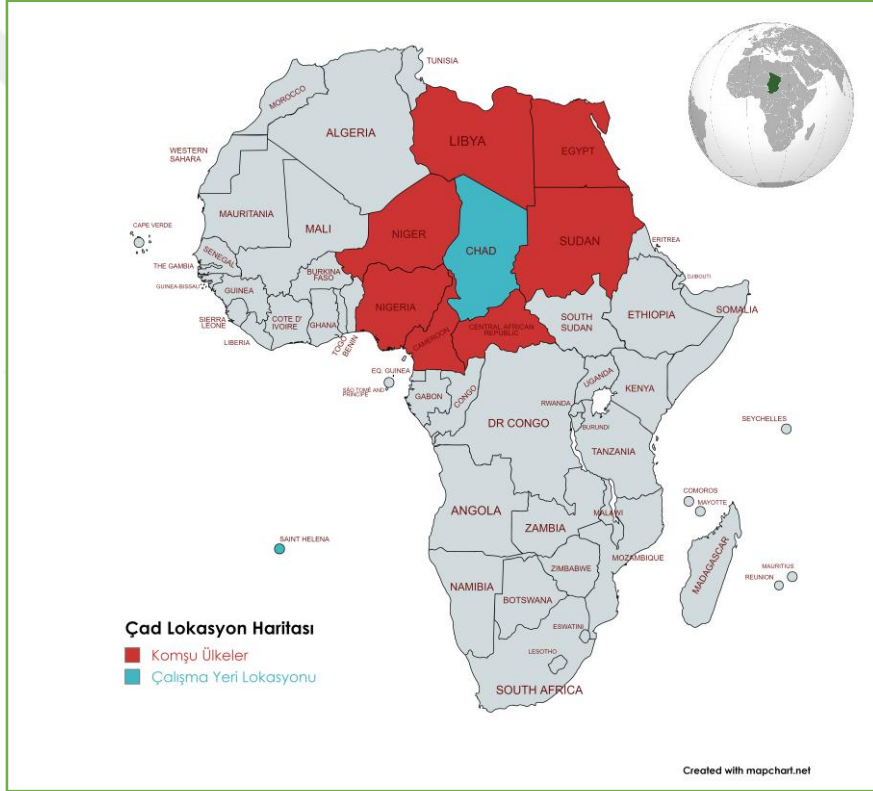 TUNISIA
MOROCCO
ALGERIA
LIBYA
EGYPT
WESTERN
SAHARA
MAURITANIA
MALI
NIGER
CHAD
SUDAN
ERITREA
CAPE VERDE
SENEGAL
THE GAMBIA
GUINEA-BISSAU
GUINEA
BURKINA
FASO
DJIBOUTI
NIGERIA
SIERRA
LEONE
LIBERIA
COTE D'
IVOIRE
GHANA
TOGO
BENIN
CAMEROON
CENTRAL AFRICAN
REPUBLIC
SOUTH
SUDAN
ETHIOPIA
SOMALIA
EQ. GUINEA
SÃO TOMÉ AND
PRINCIPE
GABON
CONGO
UGANDA
KENYA
RWANDA
BURUNDI
DR CONGO
TANZANIA
SEYCHELLES
COMOROS
MAYOTTE
ANGOLA
ZAMBIA
MALAWI
SAINT HELENA
MOZAMBIQUE
MADAGASCAR
MAURITIUS
REUNION
ZIMBABWE
NAMIBIA
BOTSWANA
ESWATINI
LESOTHO
SOUTH AFRICA
Çad Lokasyon Haritası
Komşu Ülkeler
Çalışma Yeri Lokasyonu
Created with mapchart.net